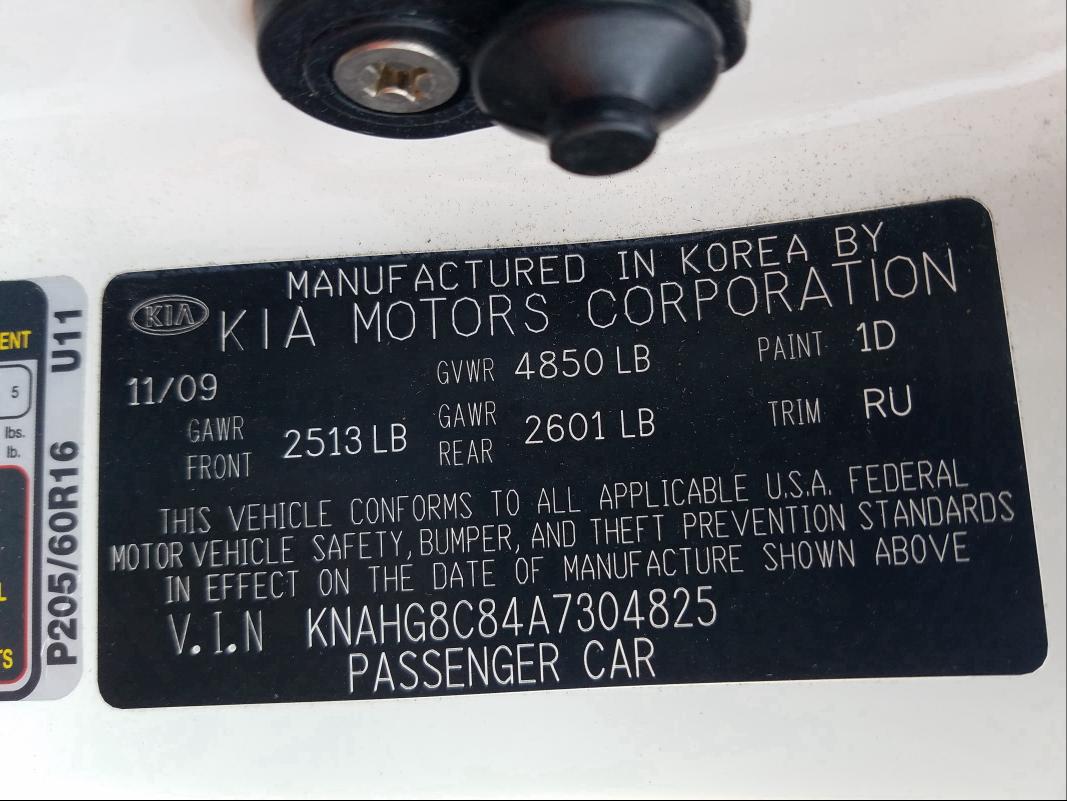 MANUFACTURED IN KOREA BY
KIA KIA MOTORS CORPORATION
11/09 GVWR 4850 LB PAINT 1D
GAWR FRONT 2513 LB GAWR REAR 2601 LB TRIM RU
THIS VEHICLE CONFORMS TO ALL APPLICABLE U.S.A. FEDERAL
MOTOR VEHICLE SAFETY, BUMPER, AND THEFT PREVENTION STANDARDS
IN EFFECT ON THE DATE OF MANUFACTURE SHOWN ABOVE
V.I.N KNAHG8C84A7304825
PASSENGER CAR
P205/60R16 U11
5
lbs.
lb.